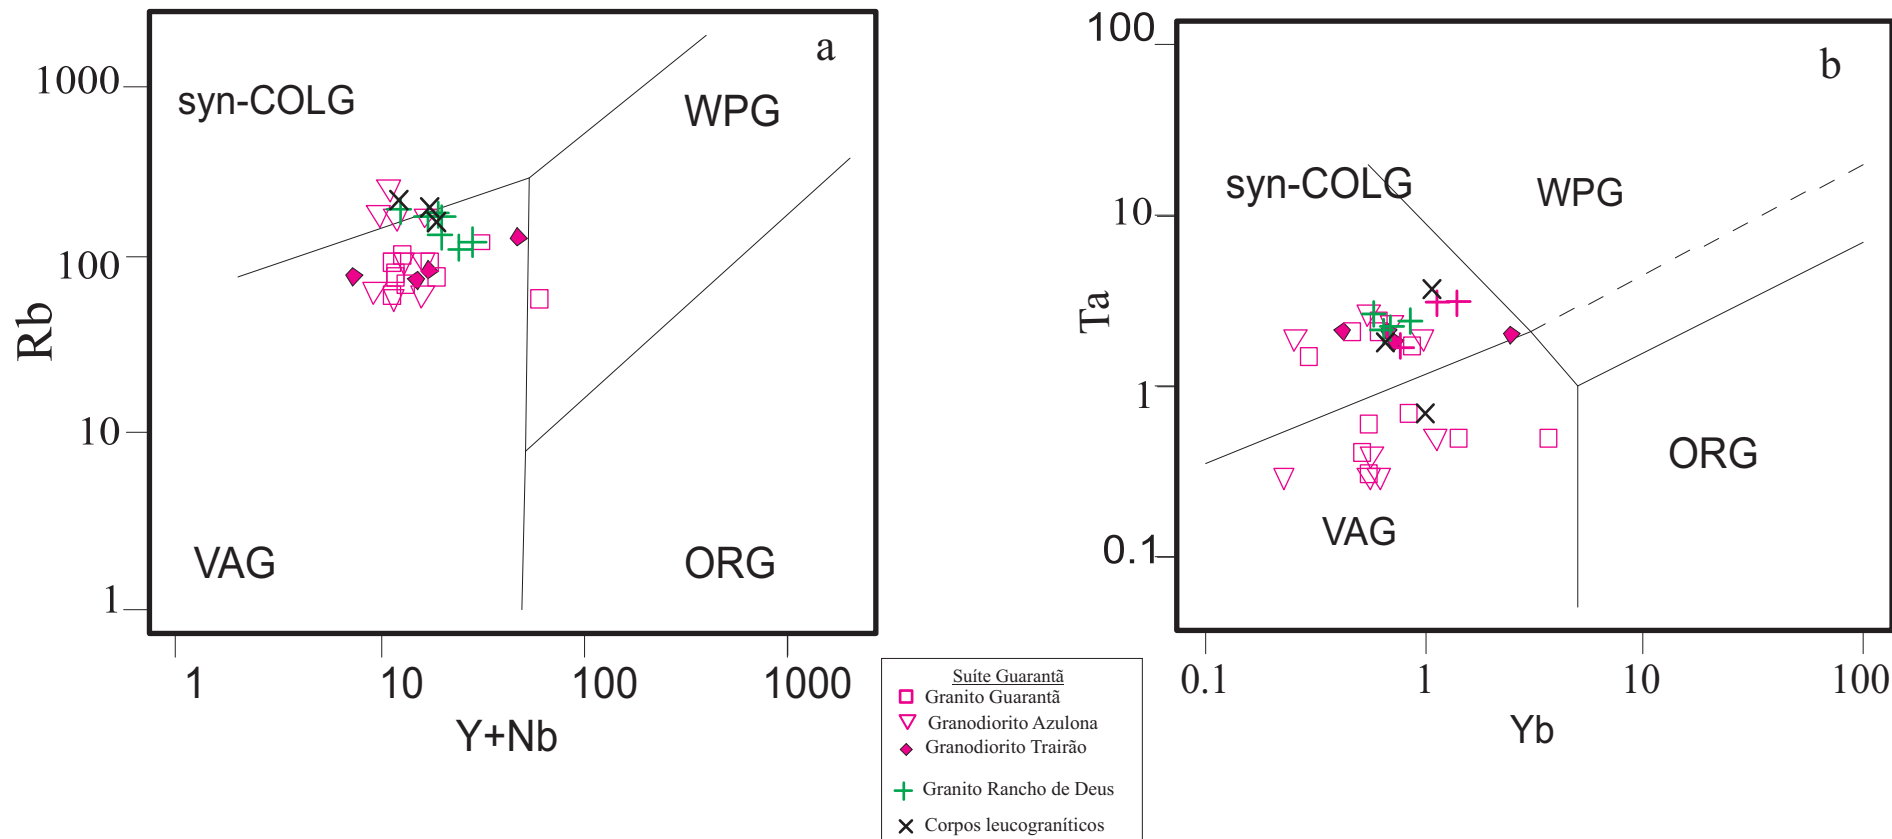 a
1000
syn-COLG
WPG
100
Rb
10
VAG
ORG
1
1
10
100
1000
Y+Nb
100
b
syn-COLG
WPG
10
Ta
1
ORG
VAG
0.1
0.1
1
10
100
Yb
Suíte Guarantã
Granito Guarantã
Granodiorito Azulona
Granodiorito Trairão
Granito Rancho de Deus
Corpos leucograníticos